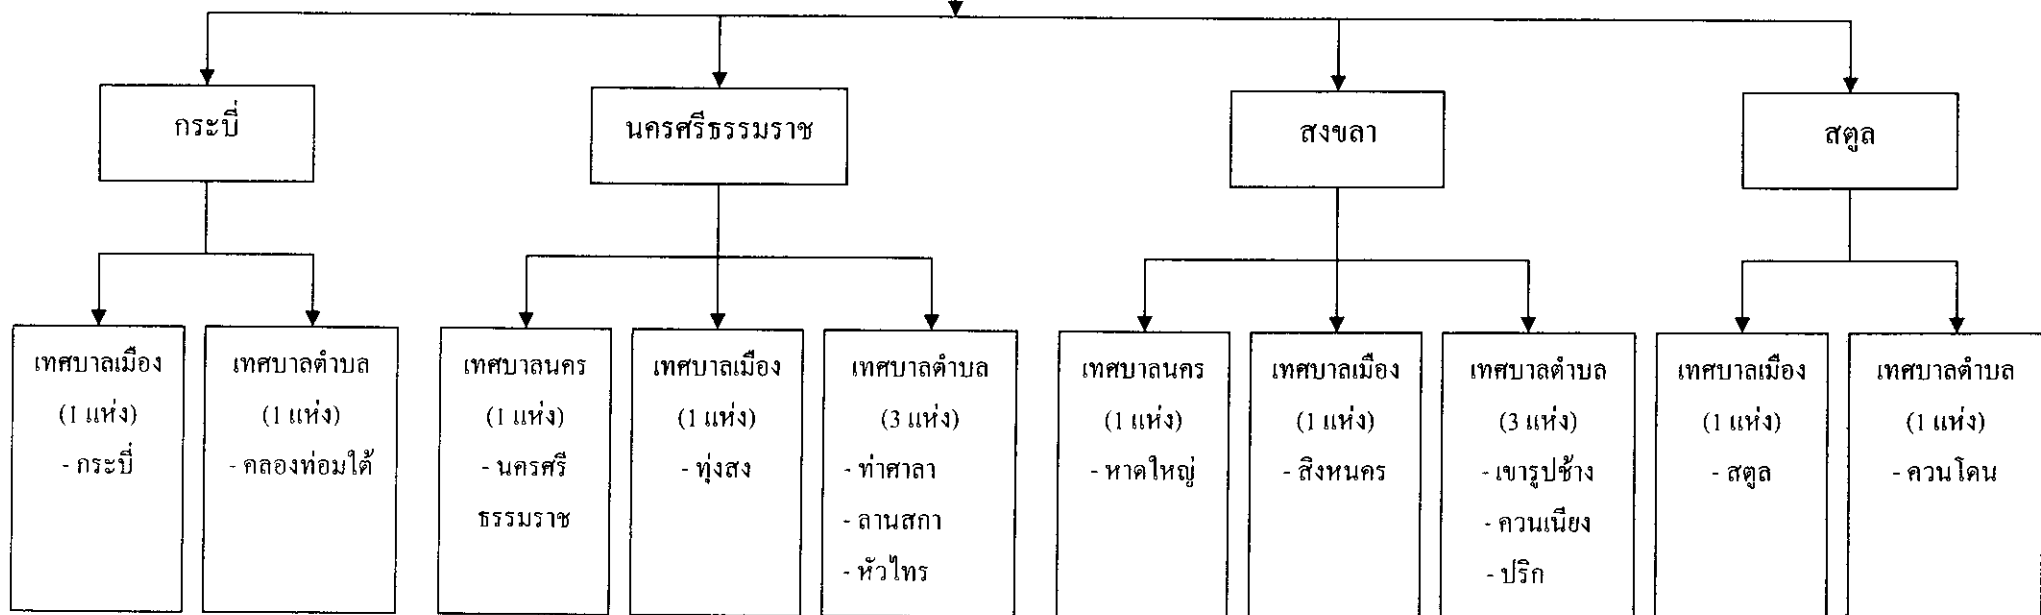 กระบี่
นครศรีธรรมราช
สงขลา
สตูล
เทศบาลเมือง
(1 แห่ง)
- กระบี่
เทศบาลตำบล
(1 แห่ง)
- คลองท่อมใต้
เทศบาลนคร
(1 แห่ง)
- นครศรี
ธรรมราช
เทศบาลเมือง
(1 แห่ง)
- ทุ่งสง
เทศบาลตำบล
(3 แห่ง)
- ท่าศาลา
- ลานสกา
- หัวไทร
เทศบาลนคร
(1 แห่ง)
- หาดใหญ่
เทศบาลเมือง
(1 แห่ง)
- สิงหนคร
เทศบาลตำบล
(3 แห่ง)
- เขารูปช้าง
- ควนเนียง
- ปริก
เทศบาลเมือง
(1 แห่ง)
- สตูล
เทศบาลตำบล
(1 แห่ง)
- ควนโดน